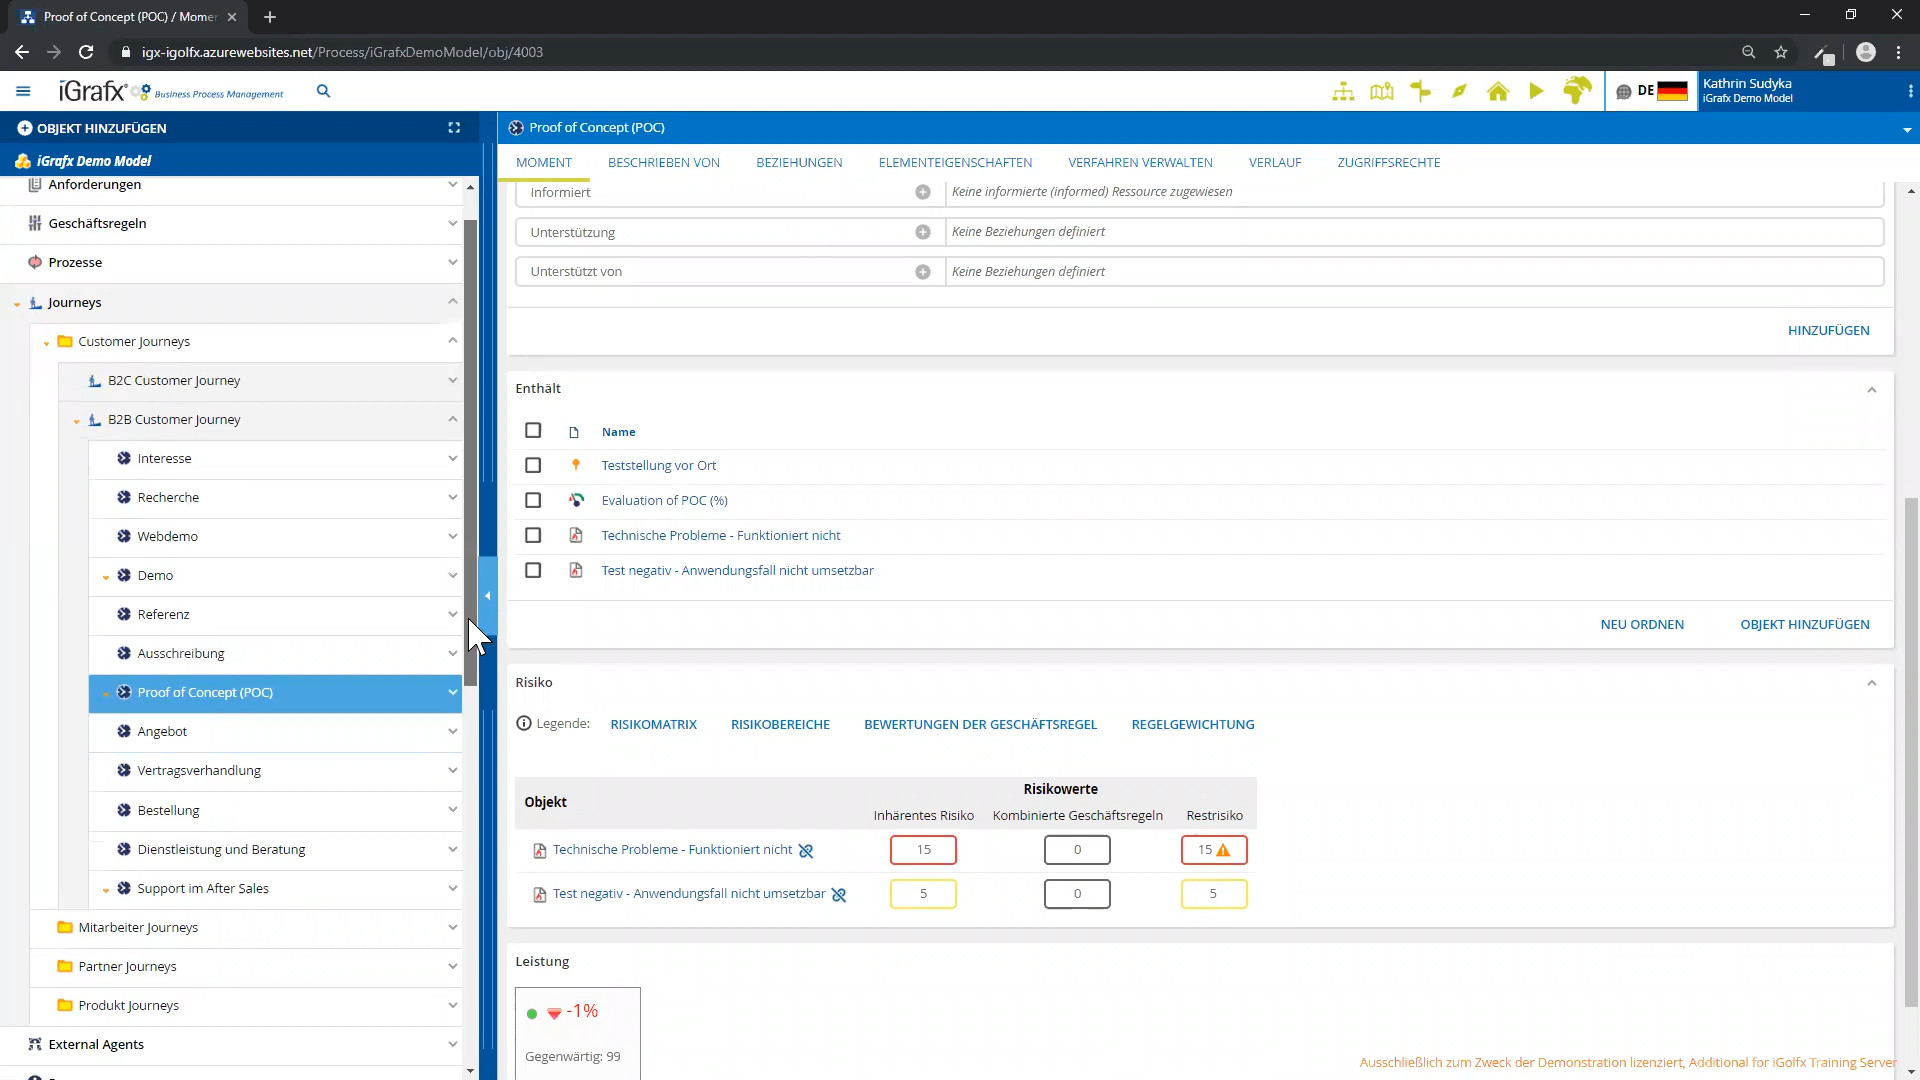 Proof of Concept (POC) / Momen
igx-igolfx.azurewebsites.net/Process/iGrafxDemoModel/obj/4003
iGrafx Business Process Management
DE
Kathrin Sudyka
iGrafx Demo Model
OBJEKT HINZUFÜGEN
Proof of Concept (POC)
iGrafx Demo Model
MOMENT BESCHRIEBEN VON BEZIEHUNGEN ELEMENTEIGENSCHAFTEN VERFAHREN VERWALTEN VERLAUF ZUGRIFFSRECHTE
Anforderungen
Geschäftsregeln
Prozesse
Journeys
Customer Journeys
B2C Customer Journey
B2B Customer Journey
Interesse
Recherche
Webdemo
Demo
Referenz
Ausschreibung
Proof of Concept (POC)
Angebot
Vertragsverhandlung
Bestellung
Dienstleistung und Beratung
Support im After Sales
Mitarbeiter Journeys
Partner Journeys
Produkt Journeys
External Agents
Informiert Keine informierte (informed) Ressource zugewiesen
Unterstützung Keine Beziehungen definiert
Unterstützt von Keine Beziehungen definiert
HINZUFÜGEN
Enthält
Name
Teststellung vor Ort
Evaluation of POC (%)
Technische Probleme - Funktioniert nicht
Test negativ - Anwendungsfall nicht umsetzbar
NEU ORDNEN OBJEKT HINZUFÜGEN
Risiko
Legende: RISIKOMATRIX RISIKOBEREICHE BEWERTUNGEN DER GESCHÄFTSREGEL REGELGEWICHTUNG
Objekt Risikowerte
Inhärentes Risiko Kombinierte Geschäftsregeln Restrisiko
Technische Probleme - Funktioniert nicht 15 0 15
Test negativ - Anwendungsfall nicht umsetzbar 5 0 5
Leistung
-1%
Gegenwärtig: 99
Ausschließlich zum Zweck der Demonstration lizenziert, Additional for iGolfx Training Server